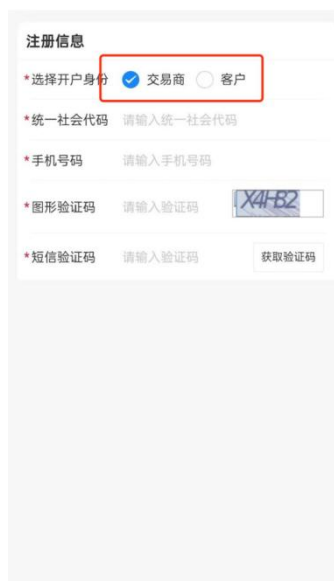 注册信息
*选择开户身份 交易商 客户
*统一社会代码 请输入统一社会代码
*手机号码 请输入手机号码
*图形验证码 请输入验证码 X4HB2
*短信验证码 请输入验证码 获取验证码